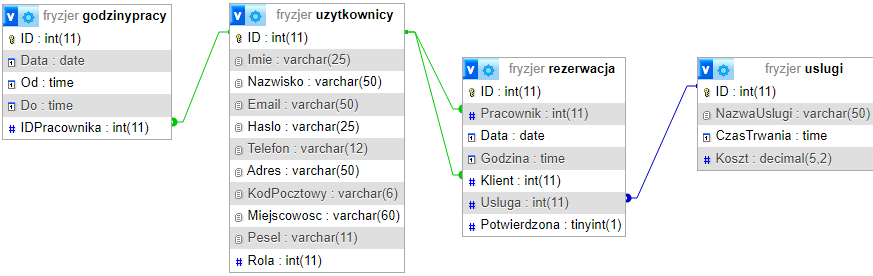 fryzjer godzinypracy
ID : int(11)
Data : date
Od : time
Do : time
IDPracownika : int(11)
fryzjer uzytkownicy
ID : int(11)
Imie : varchar(25)
Nazwisko : varchar(50)
Email : varchar(50)
Haslo : varchar(25)
Telefon : varchar(12)
Adres : varchar(50)
KodPocztowy : varchar(6)
Miejscowosc : varchar(60)
Pesel : varchar(11)
Rola : int(11)
fryzjer rezerwacja
ID : int(11)
Pracownik : int(11)
Data : date
Godzina : time
Klient : int(11)
Usluga : int(11)
Potwierdzona : tinyint(1)
fryzjer uslugi
ID : int(11)
NazwaUslugi : varchar(50)
CzasTrwania : time
Koszt : decimal(5,2)